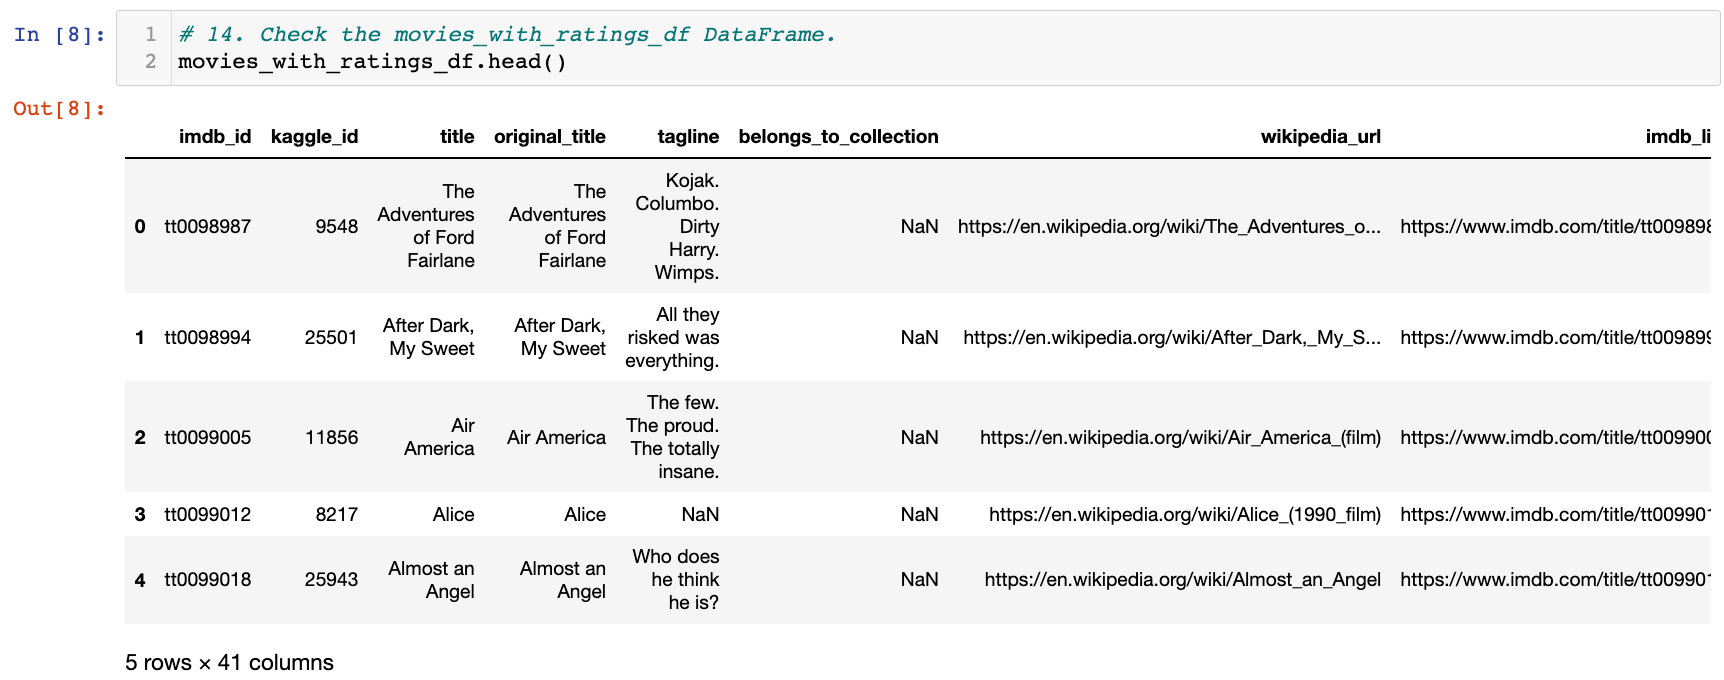 In [8]:
1 # 14. Check the movies_with_ratings_df DataFrame.
2 movies_with_ratings_df.head()
Out[8]:
imdb_id kaggle_id title original_title tagline belongs_to_collection wikipedia_url imdb_li
0 tt0098987 9548 The Adventures of Ford Fairlane The Adventures of Ford Fairlane Kojak. Columbo. Dirty Harry. Wimps. NaN https://en.wikipedia.org/wiki/The_Adventures_o... https://www.imdb.com/title/tt009898
1 tt0098994 25501 After Dark, My Sweet After Dark, My Sweet All they risked was everything. NaN https://en.wikipedia.org/wiki/After_Dark,_My_S... https://www.imdb.com/title/tt009899
2 tt0099005 11856 Air America Air America The few. The proud. The totally insane. NaN https://en.wikipedia.org/wiki/Air_America_(film) https://www.imdb.com/title/tt009900
3 tt0099012 8217 Alice Alice NaN NaN https://en.wikipedia.org/wiki/Alice_(1990_film) https://www.imdb.com/title/tt009901
4 tt0099018 25943 Almost an Angel Almost an Angel Who does he think he is? NaN https://en.wikipedia.org/wiki/Almost_an_Angel https://www.imdb.com/title/tt009901
5 rows × 41 columns